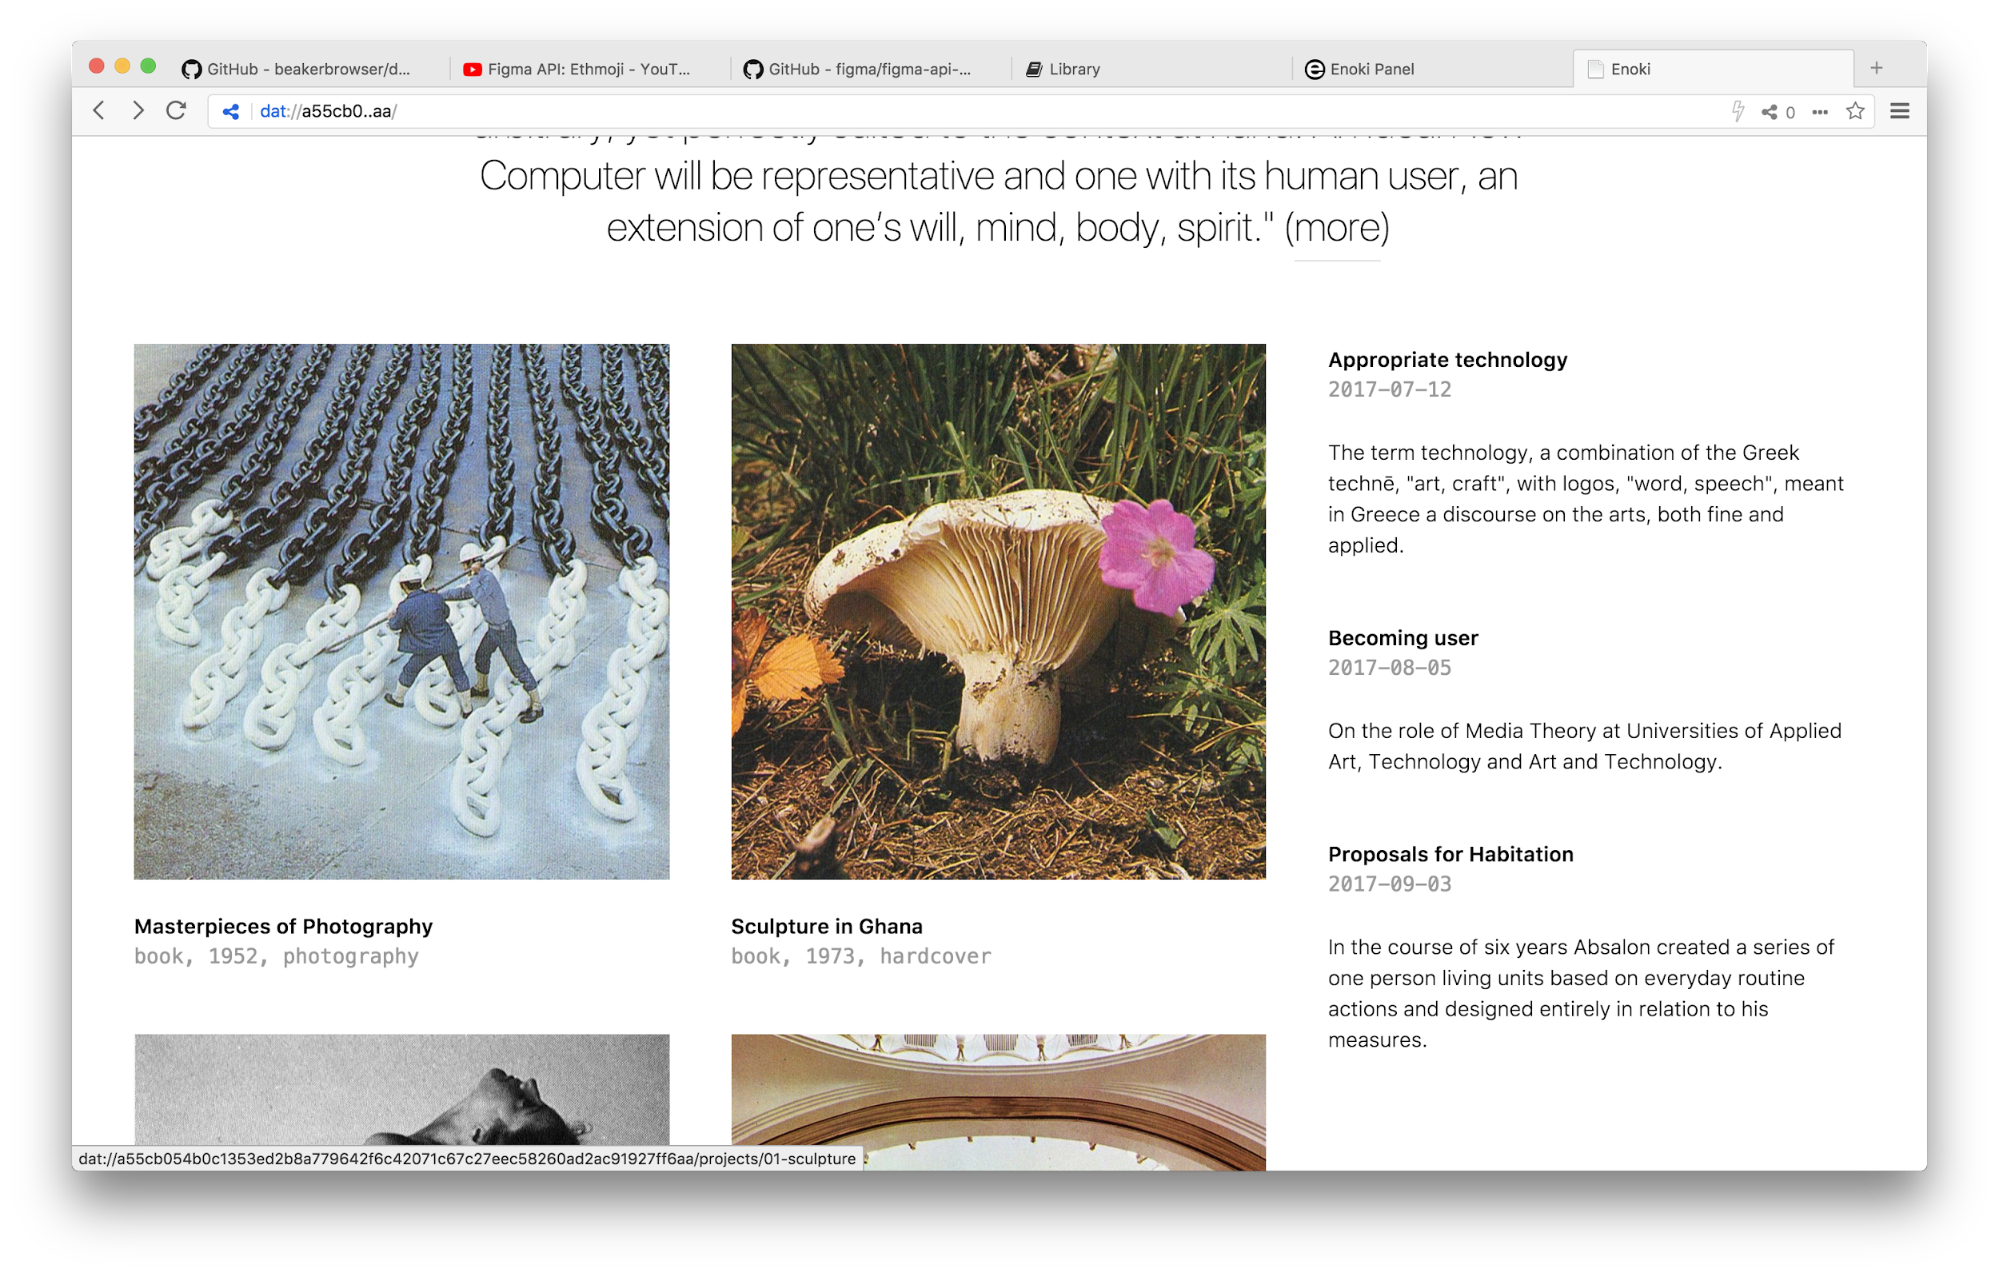 GitHub - beakerbrowser/d...
Figma API: Ethmoji - YouT...
GitHub - figma/figma-api-...
Library
Enoki Panel
Enoki
dat://a55cb0..aa/
0
Computer will be representative and one with its human user, an
extension of one’s will, mind, body, spirit." (more)
Masterpieces of Photography
book, 1952, photography
Sculpture in Ghana
book, 1973, hardcover
Appropriate technology
2017-07-12
The term technology, a combination of the Greek
technē, "art, craft", with logos, "word, speech", meant
in Greece a discourse on the arts, both fine and
applied.
Becoming user
2017-08-05
On the role of Media Theory at Universities of Applied
Art, Technology and Art and Technology.
Proposals for Habitation
2017-09-03
In the course of six years Absalon created a series of
one person living units based on everyday routine
actions and designed entirely in relation to his
measures.
dat://a55cb054b0c1353ed2b8a779642f6c42071c67c27eec58260ad2ac91927ff6aa/projects/01-sculpture